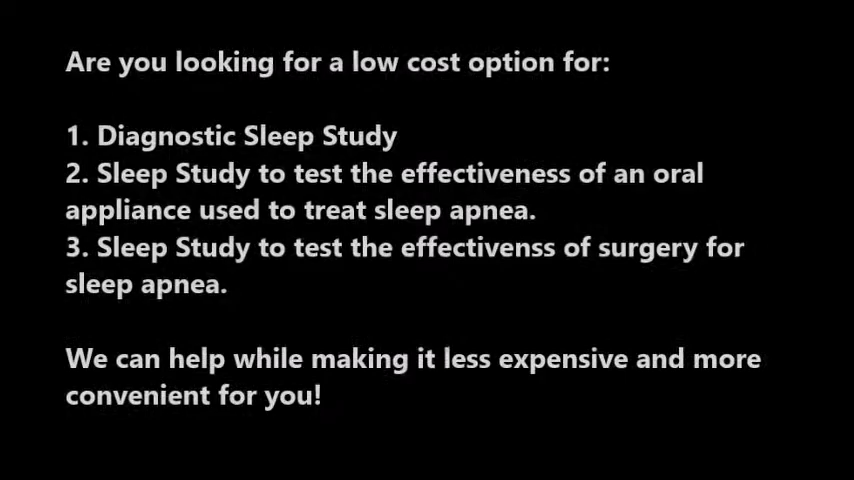 Are you looking for a low cost option for:
1. Diagnostic Sleep Study
2. Sleep Study to test the effectiveness of an oral
appliance used to treat sleep apnea.
3. Sleep Study to test the effectivenss of surgery for
sleep apnea.
We can help while making it less expensive and more
convenient for you!